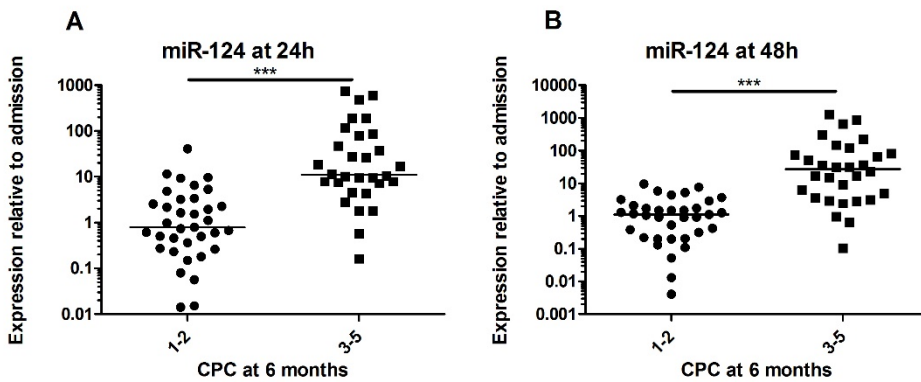 A
miR-124 at 24h
***
Expression relative to admission
1000
100
10
1
0.1
0.01
1-2
3-5
CPC at 6 months
B
miR-124 at 48h
***
Expression relative to admission
10000
1000
100
10
1
0.1
0.01
0.001
1-2
3-5
CPC at 6 months